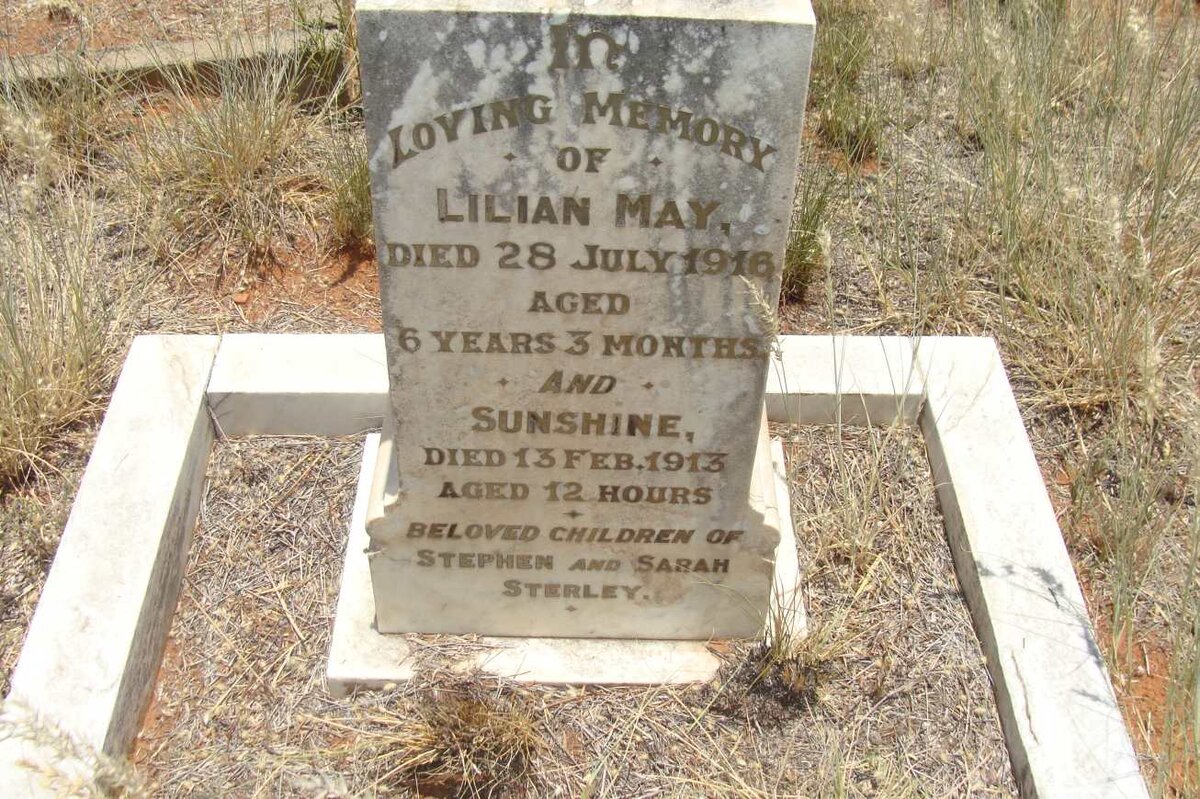 In
LOVING MEMORY
OF
LILIAN MAY,
DIED 28 JULY 1916
AGED
6 YEARS 3 MONTHS.
AND
SUNSHINE,
DIED 13 FEB. 1913
AGED 12 HOURS
BELOVED CHILDREN OF
STEPHEN AND SARAH
STERLEY.